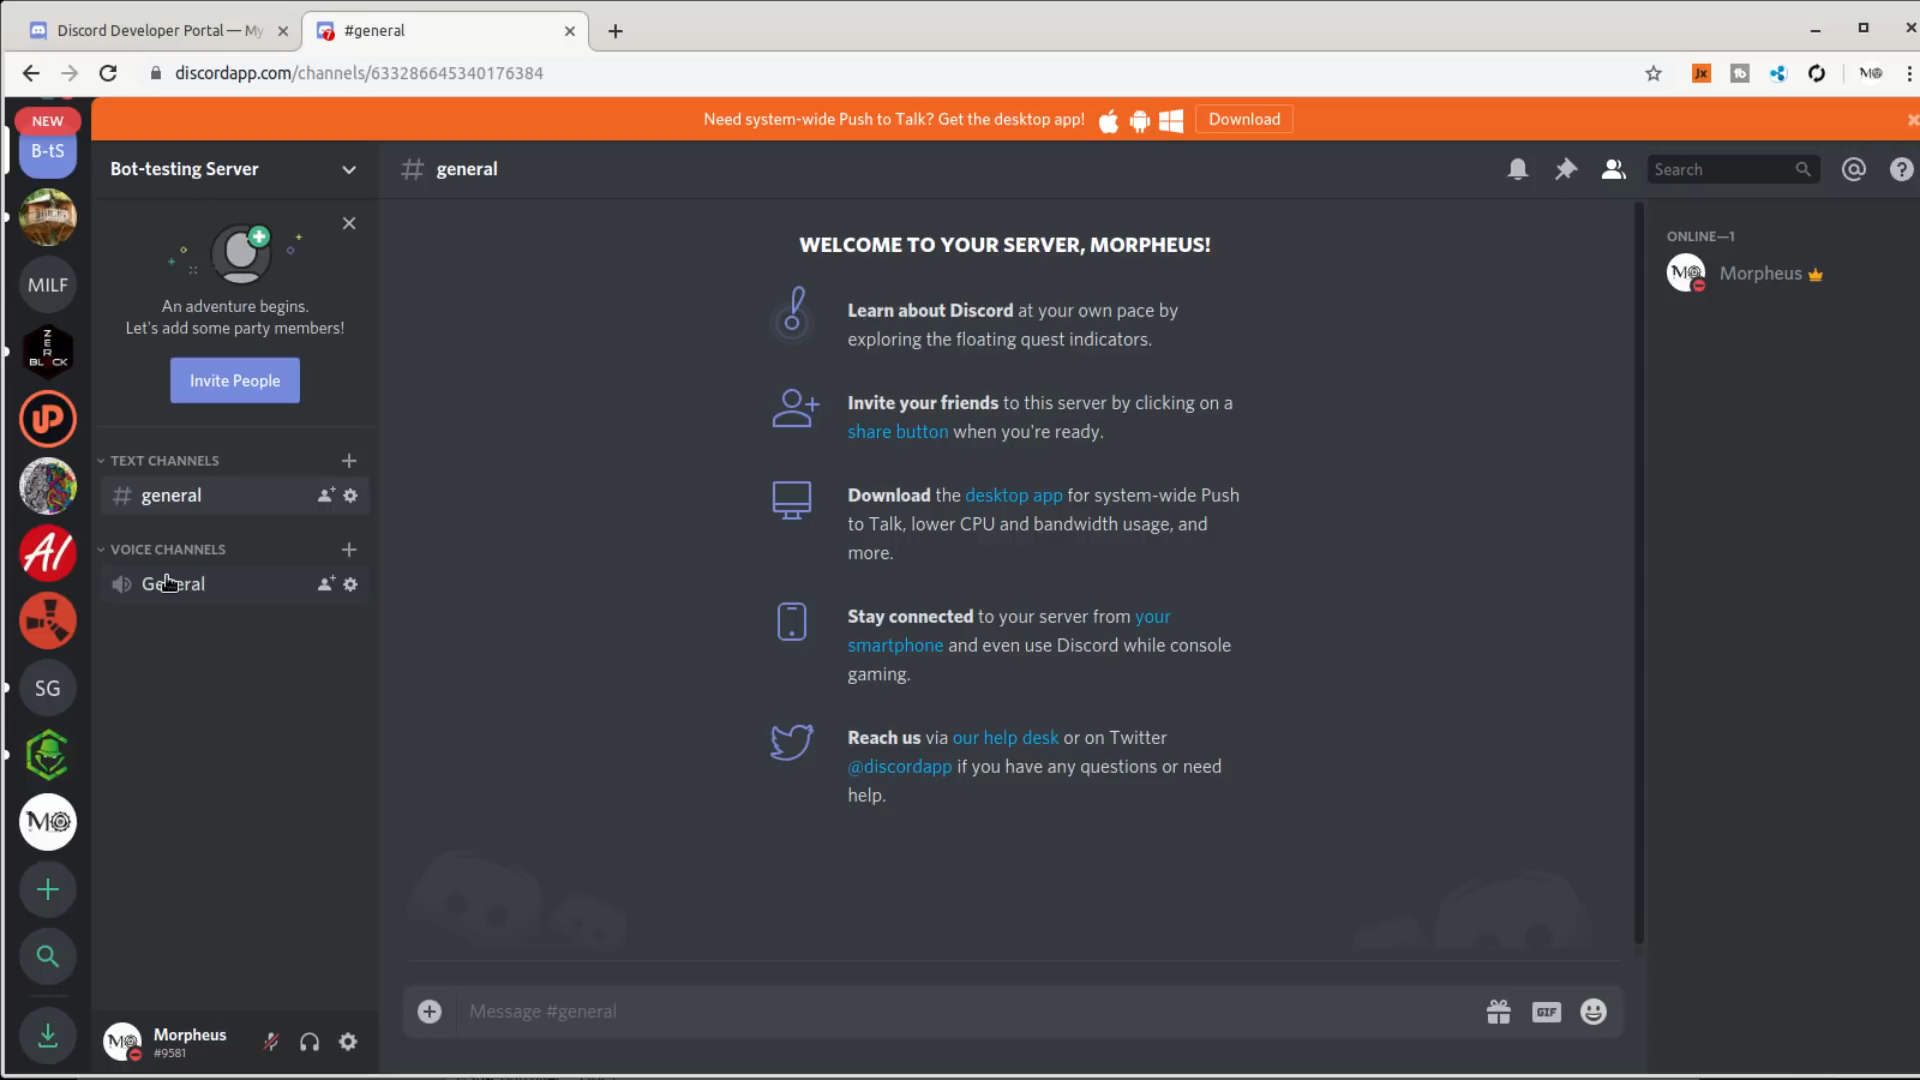 Discord Developer Portal — My
#general
discordapp.com/channels/633286645340176384
Need system-wide Push to Talk? Get the desktop app!
Download
NEW
B-tS
MILF
ZER
BLOCK
UP
AI
SG
MO
Bot-testing Server
An adventure begins.
Let's add some party members!
Invite People
TEXT CHANNELS
general
VOICE CHANNELS
General
Morpheus
#9581
general
Search
WELCOME TO YOUR SERVER, MORPHEUS!
Learn about Discord at your own pace by
exploring the floating quest indicators.
Invite your friends to this server by clicking on a
share button when you're ready.
Download the desktop app for system-wide Push
to Talk, lower CPU and bandwidth usage, and
more.
Stay connected to your server from your
smartphone and even use Discord while console
gaming.
Reach us via our help desk or on Twitter
@discordapp if you have any questions or need
help.
Message #general
GIF
ONLINE—1
Morpheus